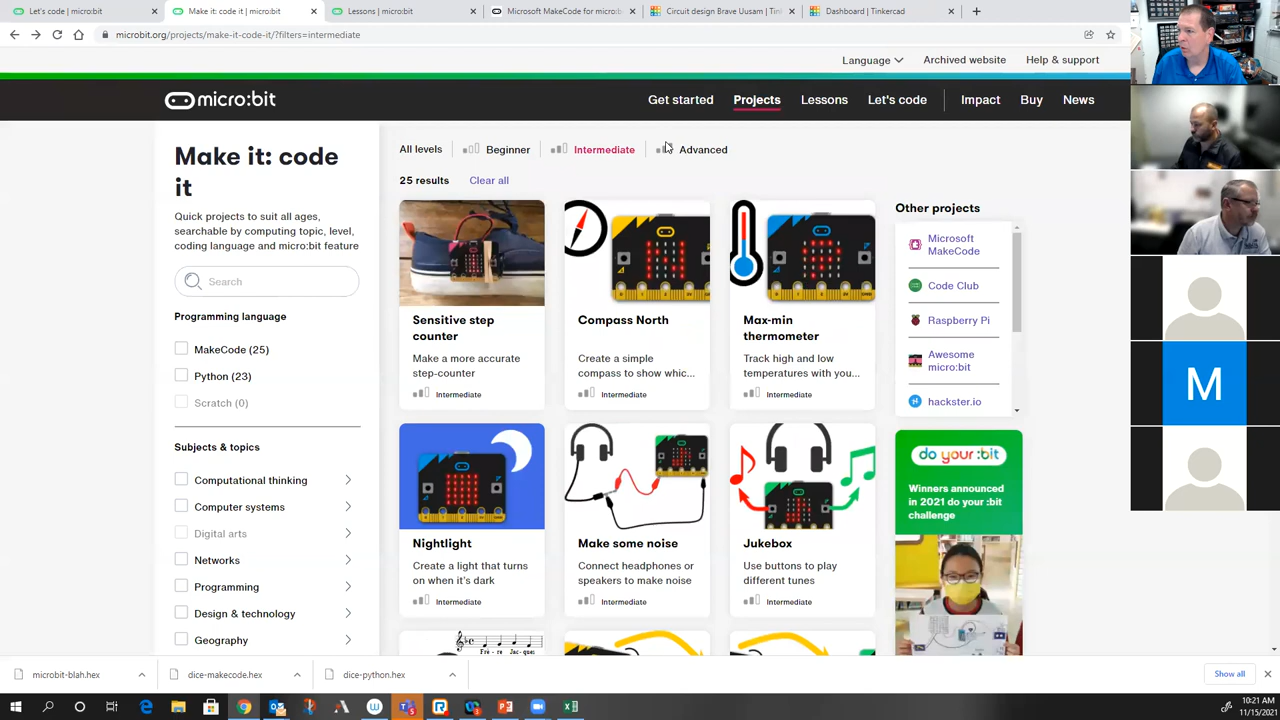 Let's code | micro:bit
Make it: code it | micro:bit
Lessons | micro:bit
Microsoft MakeCode for micro:b
Circuit design Brave Uusam | Tin
Dashboard | Tinkercad
microbit.org/projects/make-it-code-it/?filters=intermediate
Language
Archived website
Help & support
micro:bit
Get started
Projects
Lessons
Let's code
Impact
Buy
News
Make it: code
it
Quick projects to suit all ages,
searchable by computing topic, level,
coding language and micro:bit feature
Search
Programming language
MakeCode (25)
Python (23)
Scratch (0)
Subjects & topics
Computational thinking
Computer systems
Digital arts
Networks
Programming
Design & technology
Geography
All levels
Beginner
Intermediate
Advanced
25 results
Clear all
Sensitive step
counter
Make a more accurate
step-counter
Intermediate
Compass North
Create a simple
compass to show whic...
Intermediate
Max-min
thermometer
Track high and low
temperatures with you...
Intermediate
Nightlight
Create a light that turns
on when it's dark
Intermediate
Make some noise
Connect headphones or
speakers to make noise
Intermediate
Jukebox
Use buttons to play
different tunes
Intermediate
Frè - re Jac-ques
Other projects
Microsoft
MakeCode
Code Club
Raspberry Pi
Awesome
micro:bit
hackster.io
do your :bit
Winners announced
in 2021 do your :bit
challenge
M
microbit-blah.hex
dice-makecode.hex
dice-python.hex
Show all
10:21 AM
11/15/2021